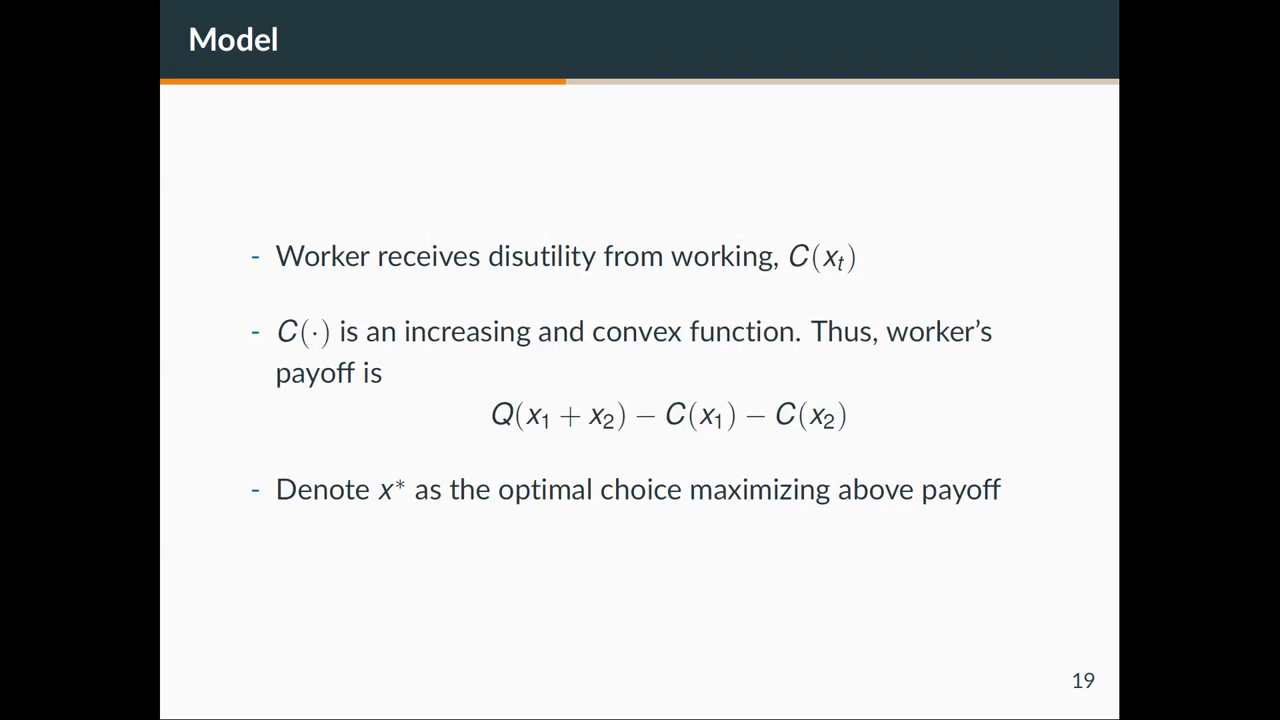 Model
- Worker receives disutility from working, C(xₜ)
- C(·) is an increasing and convex function. Thus, worker’s
payoff is
Q(x₁ + x₂) − C(x₁) − C(x₂)
- Denote x* as the optimal choice maximizing above payoff
19